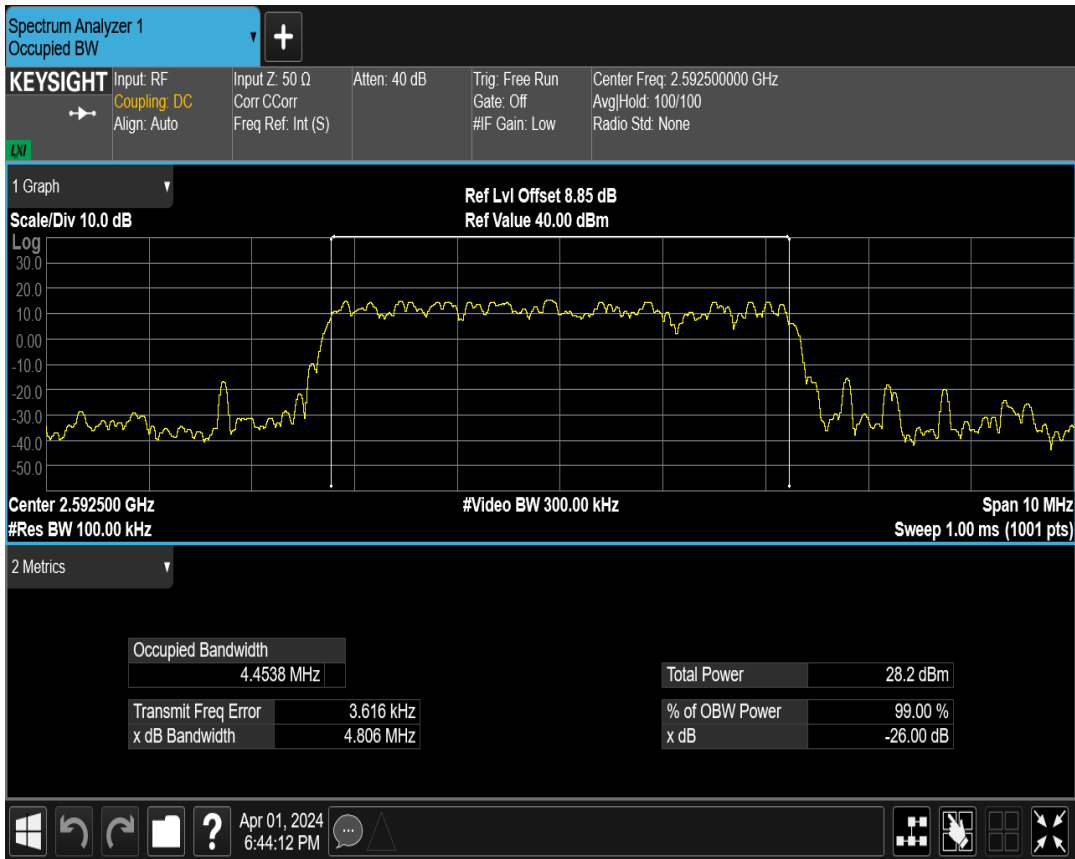 Spectrum Analyzer 1
Occupied BW
+
KEYSIGHT
LXI
Input: RF
Coupling: DC
Align: Auto
Input Z: 50 Ω
Corr CCorr
Freq Ref: Int (S)
Atten: 40 dB
Trig: Free Run
Gate: Off
#IF Gain: Low
Center Freq: 2.592500000 GHz
Avg|Hold: 100/100
Radio Std: None
1 Graph
Scale/Div 10.0 dB
Ref Lvl Offset 8.85 dB
Ref Value 40.00 dBm
Log
30.0
20.0
10.0
0.00
-10.0
-20.0
-30.0
-40.0
-50.0
Center 2.592500 GHz
#Video BW 300.00 kHz
Span 10 MHz
#Res BW 100.00 kHz
Sweep 1.00 ms (1001 pts)
2 Metrics
Occupied Bandwidth
4.4538 MHz
Total Power 28.2 dBm
Transmit Freq Error 3.616 kHz
% of OBW Power 99.00 %
x dB Bandwidth 4.806 MHz
x dB -26.00 dB
?
Apr 01, 2024
6:44:12 PM